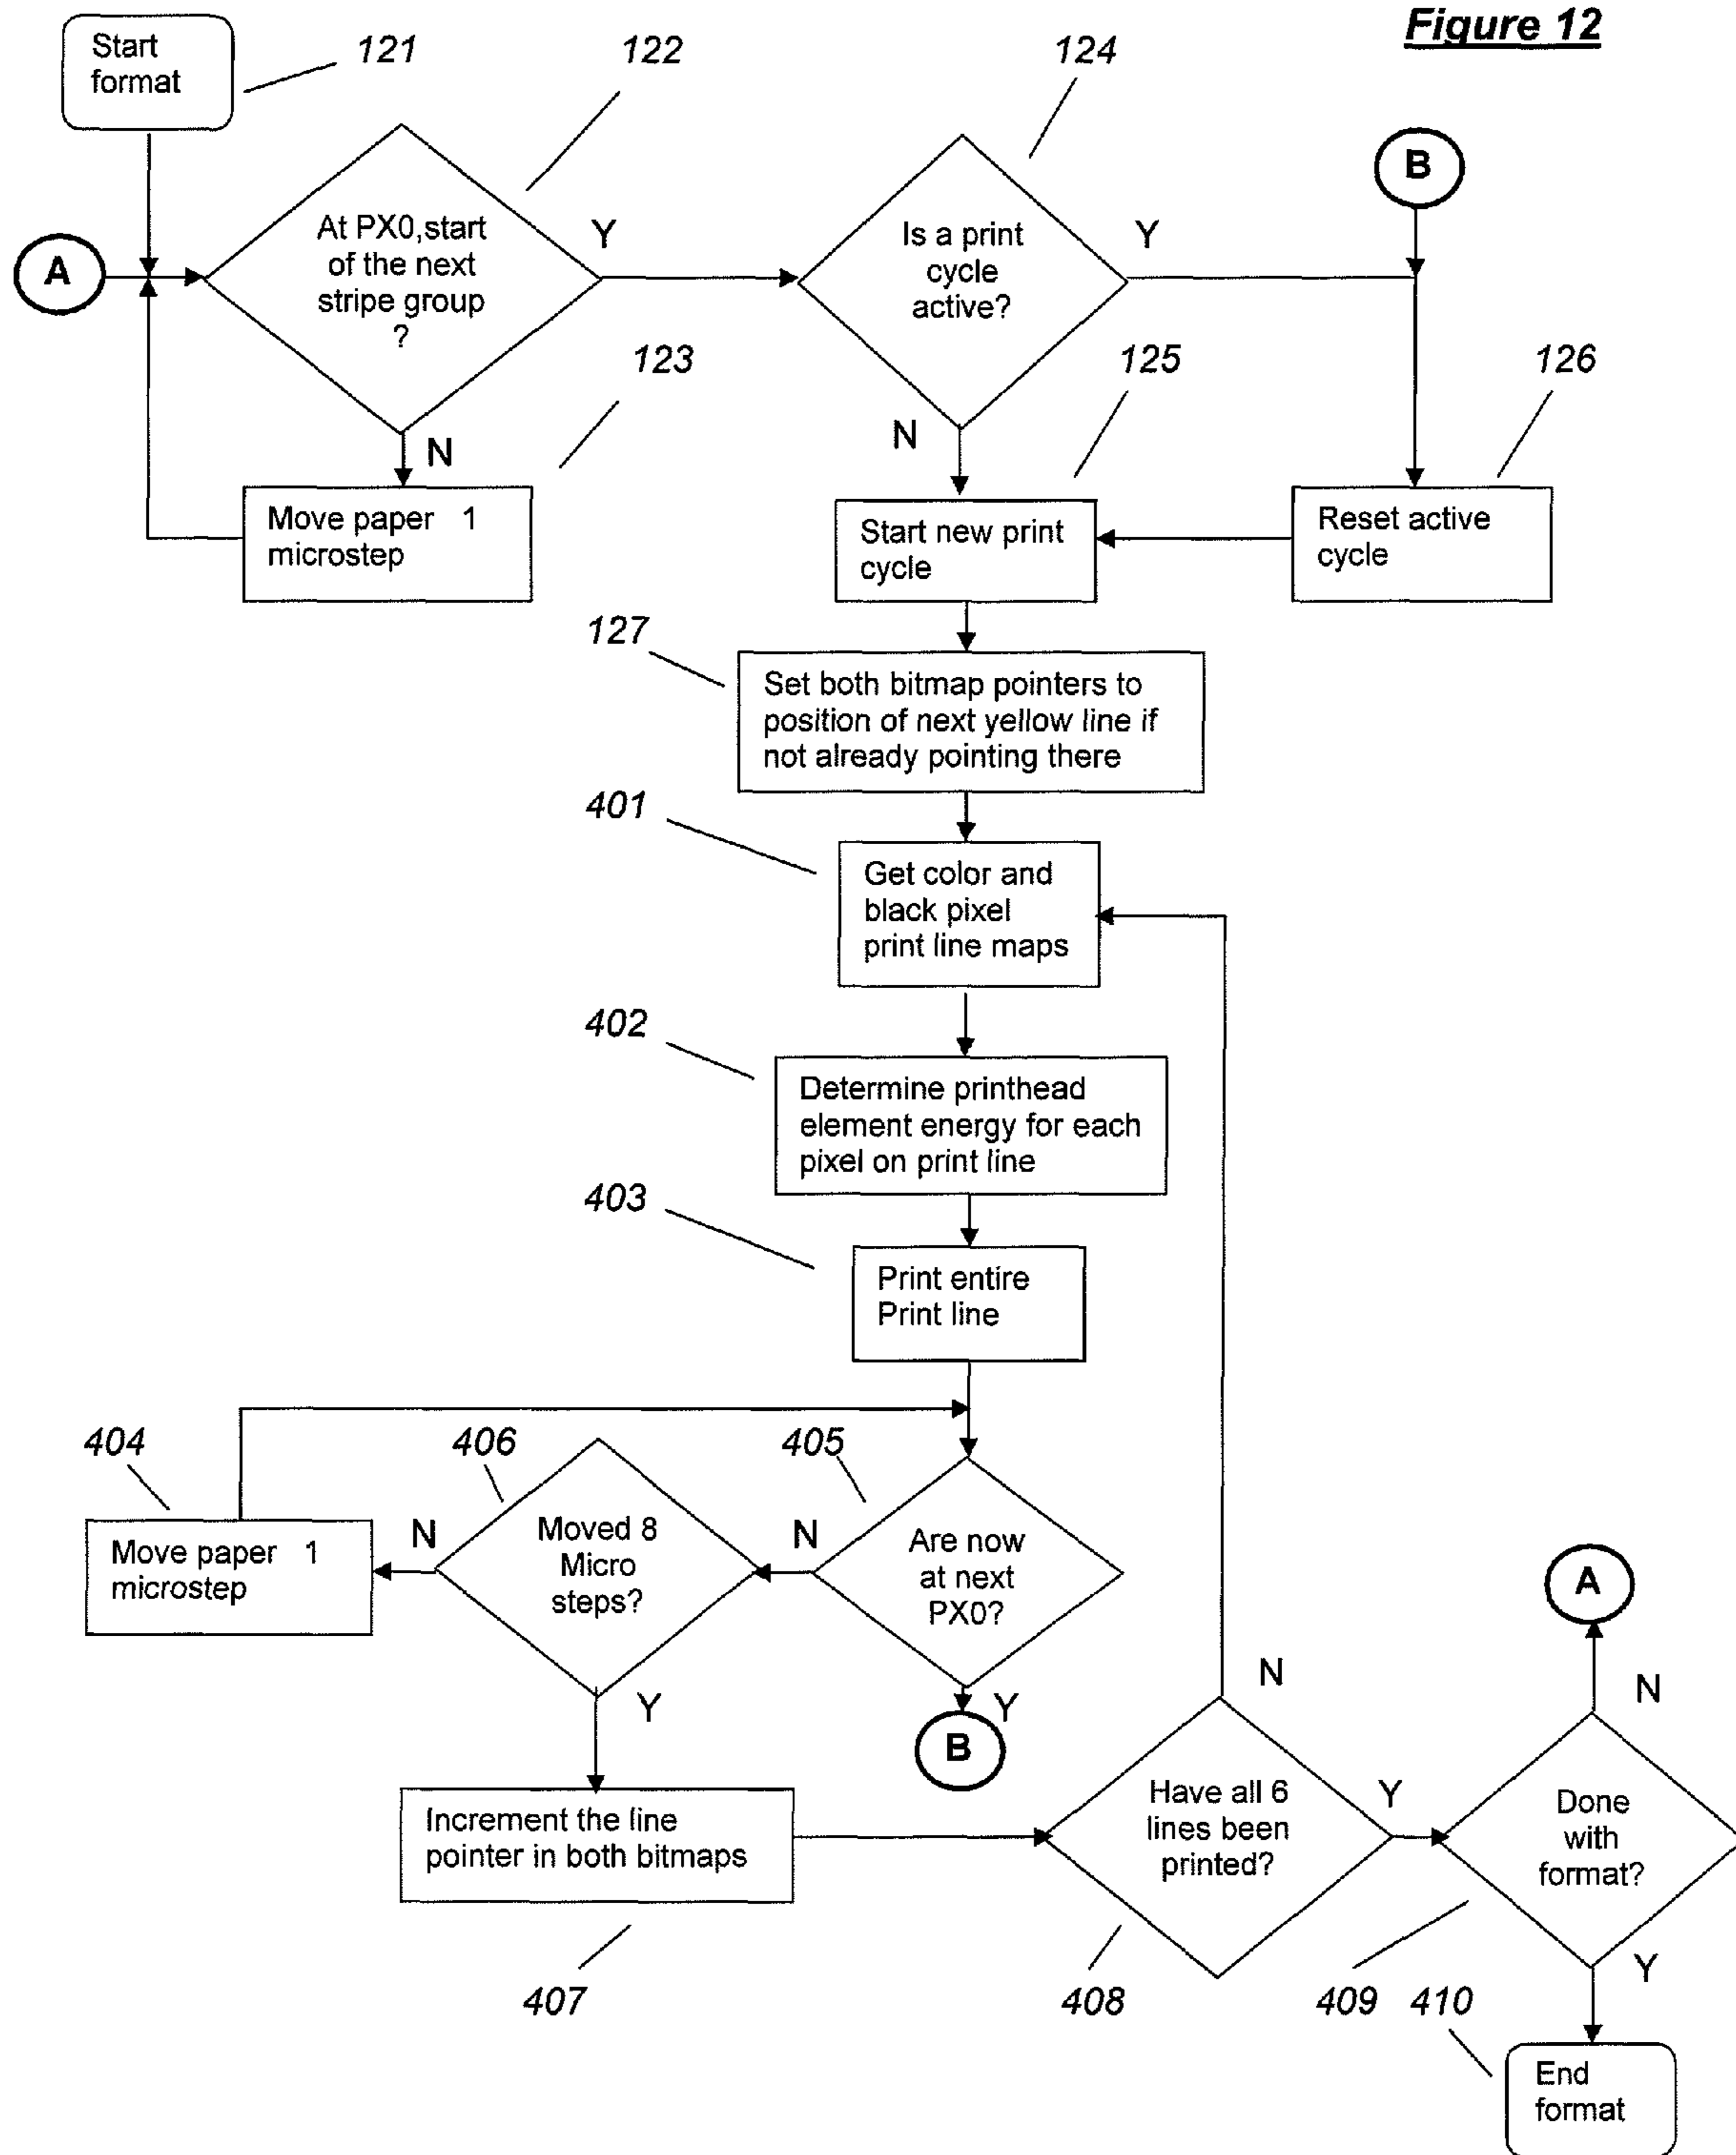 Figure 12
Start
format
121
122
124
A
At PX0,start
of the next
stripe group
?
Y
Is a print
cycle
active?
Y
B
N
123
Move paper 1
microstep
N
125
Start new print
cycle
126
Reset active
cycle
127
Set both bitmap pointers to
position of next yellow line if
not already pointing there
401
Get color and
black pixel
print line maps
402
Determine printhead
element energy for each
pixel on print line
403
Print entire
Print line
404
Move paper 1
microstep
N
406
Moved 8
Micro
steps?
N
405
Are now
at next
PX0?
Y
Y
B
Increment the line
pointer in both bitmaps
407
N
Have all 6
lines been
printed?
Y
408
A
N
Done
with
format?
409
Y
410
End
format